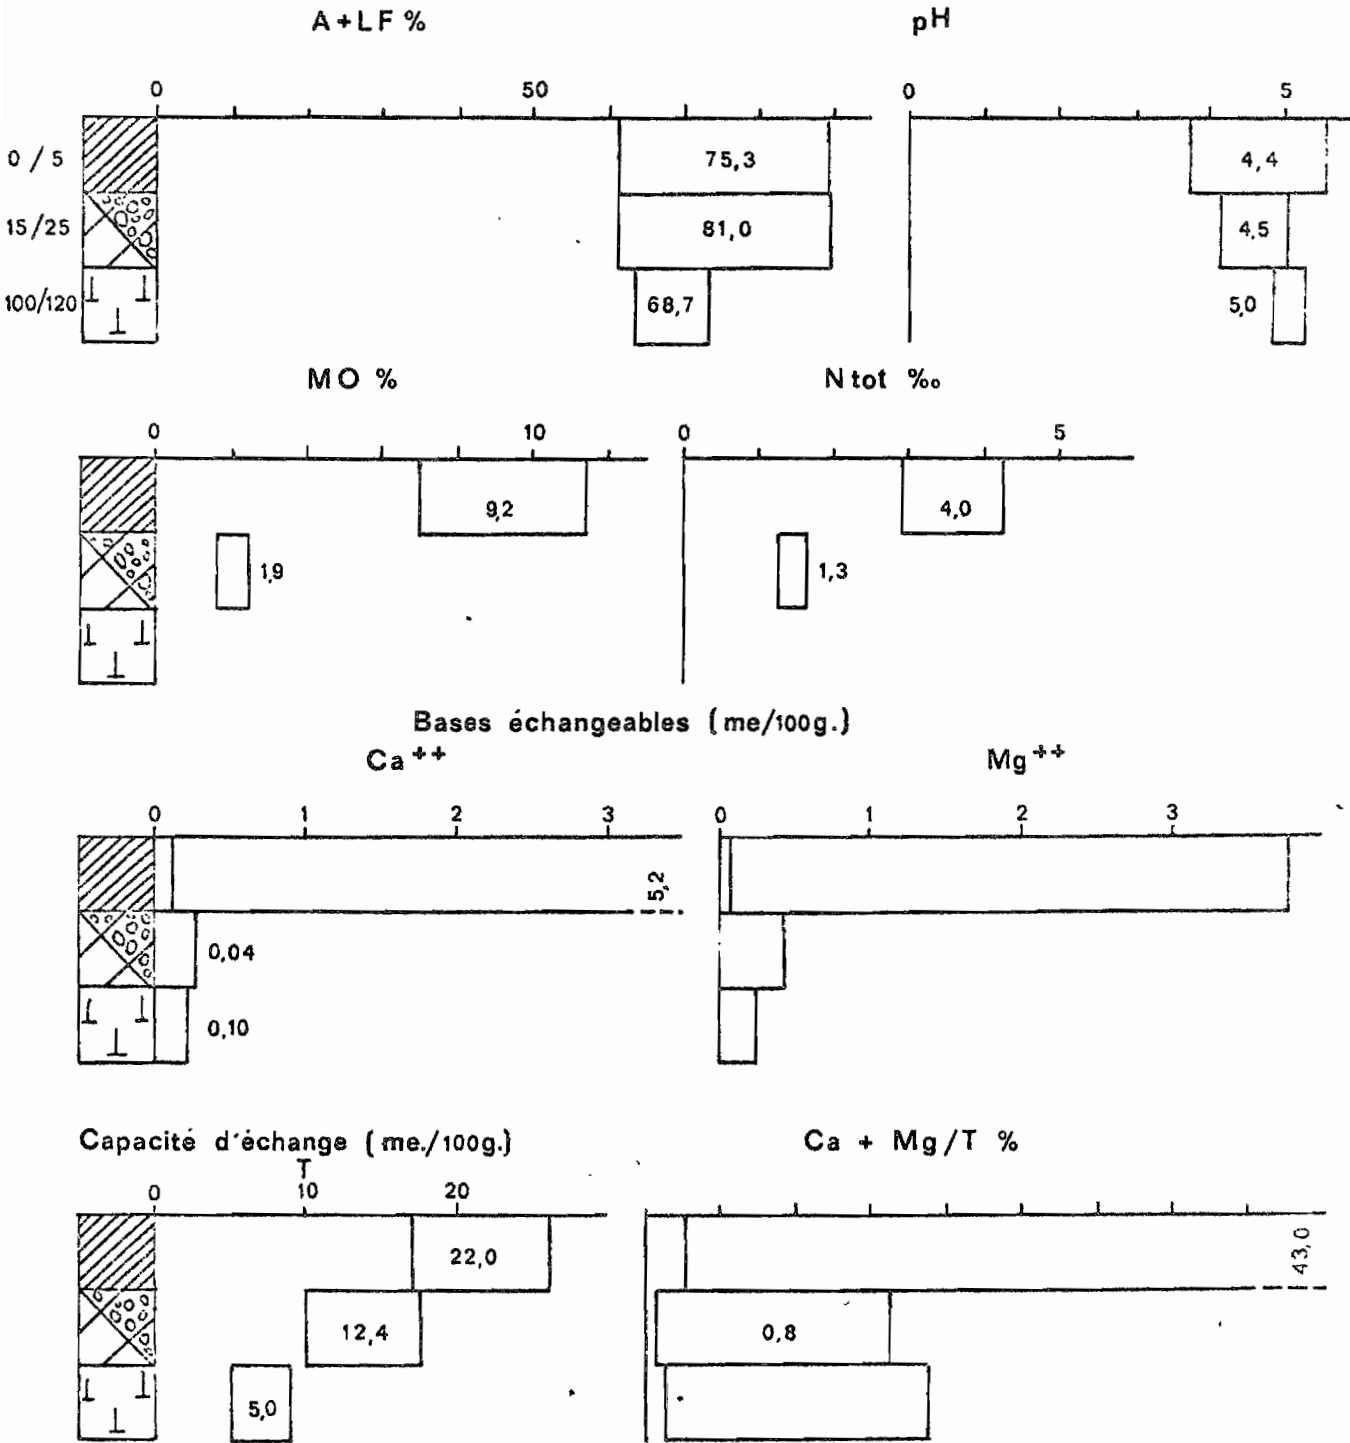 A+LF % pH
0 50 0 5
0 / 5 75,3 4,4
15/25 81,0 4,5
100/120 68,7 5,0
MO % N tot ‰
0 10 0 5
9,2 4,0
1,9 1,3
Bases échangeables (me/100g.)
Ca++ Mg++
0 1 2 3 0 1 2 3
5,2
0,04
0,10
Capacité d'échange (me./100g.) Ca + Mg/T %
T
0 10 20
22,0 43,0
12,4 0,8
5,0